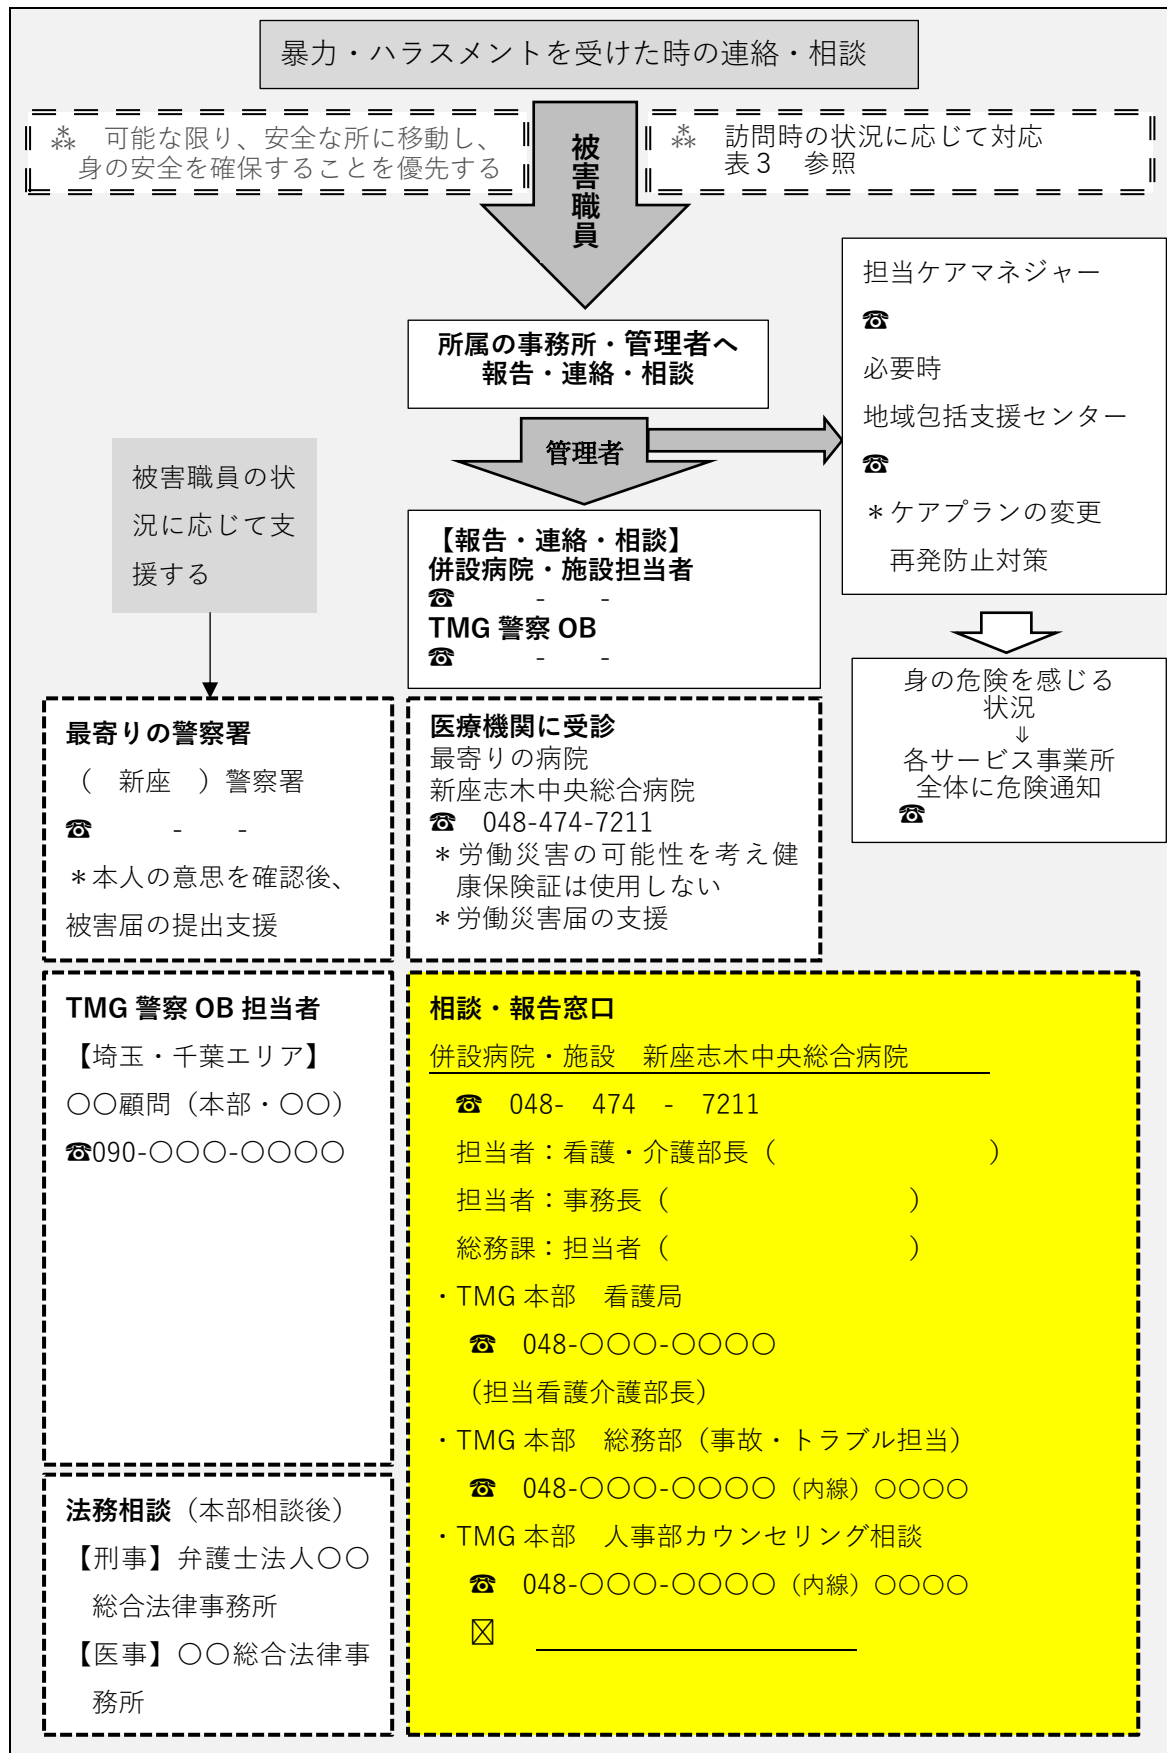 暴力・ハラスメントを受けた時の連絡・相談
⁂　可能な限り、安全な所に移動し、
身の安全を確保することを優先する
被害職員
⁂　訪問時の状況に応じて対応
表３　参照
所属の事務所・管理者へ
報告・連絡・相談
管理者
担当ケアマネジャー
☎
必要時
地域包括支援センター
☎
＊ケアプランの変更
再発防止対策
被害職員の状
況に応じて支
援する
【報告・連絡・相談】
併設病院・施設担当者
☎　　　-　　-
TMG 警察 OB
☎　　　-　　-
身の危険を感じる
状況
⇓
各サービス事業所
全体に危険通知
☎
最寄りの警察署
（　新座　）警察署
☎　　　-　　-
＊本人の意思を確認後、
被害届の提出支援
医療機関に受診
最寄りの病院
新座志木中央総合病院
☎　048-474-7211
＊労働災害の可能性を考え健
康保険証は使用しない
＊労働災害届の支援
TMG 警察 OB 担当者
【埼玉・千葉エリア】
○○顧問（本部・○○）
☎090-○○○-○○○○
相談・報告窓口
併設病院・施設　新座志木中央総合病院
☎　048-　474　-　7211
担当者：看護・介護部長（　　　　　　　　）
担当者：事務長（　　　　　　　　　）
総務課：担当者（　　　　　　　　　）
・TMG 本部　看護局
☎　048-○○○-○○○○
（担当看護介護部長）
・TMG 本部　総務部（事故・トラブル担当）
☎　048-○○○-○○○○（内線）○○○○
・TMG 本部　人事部カウンセリング相談
☎　048-○○○-○○○○（内線）○○○○
法務相談（本部相談後）
【刑事】弁護士法人○○
総合法律事務所
【医事】○○総合法律事
務所